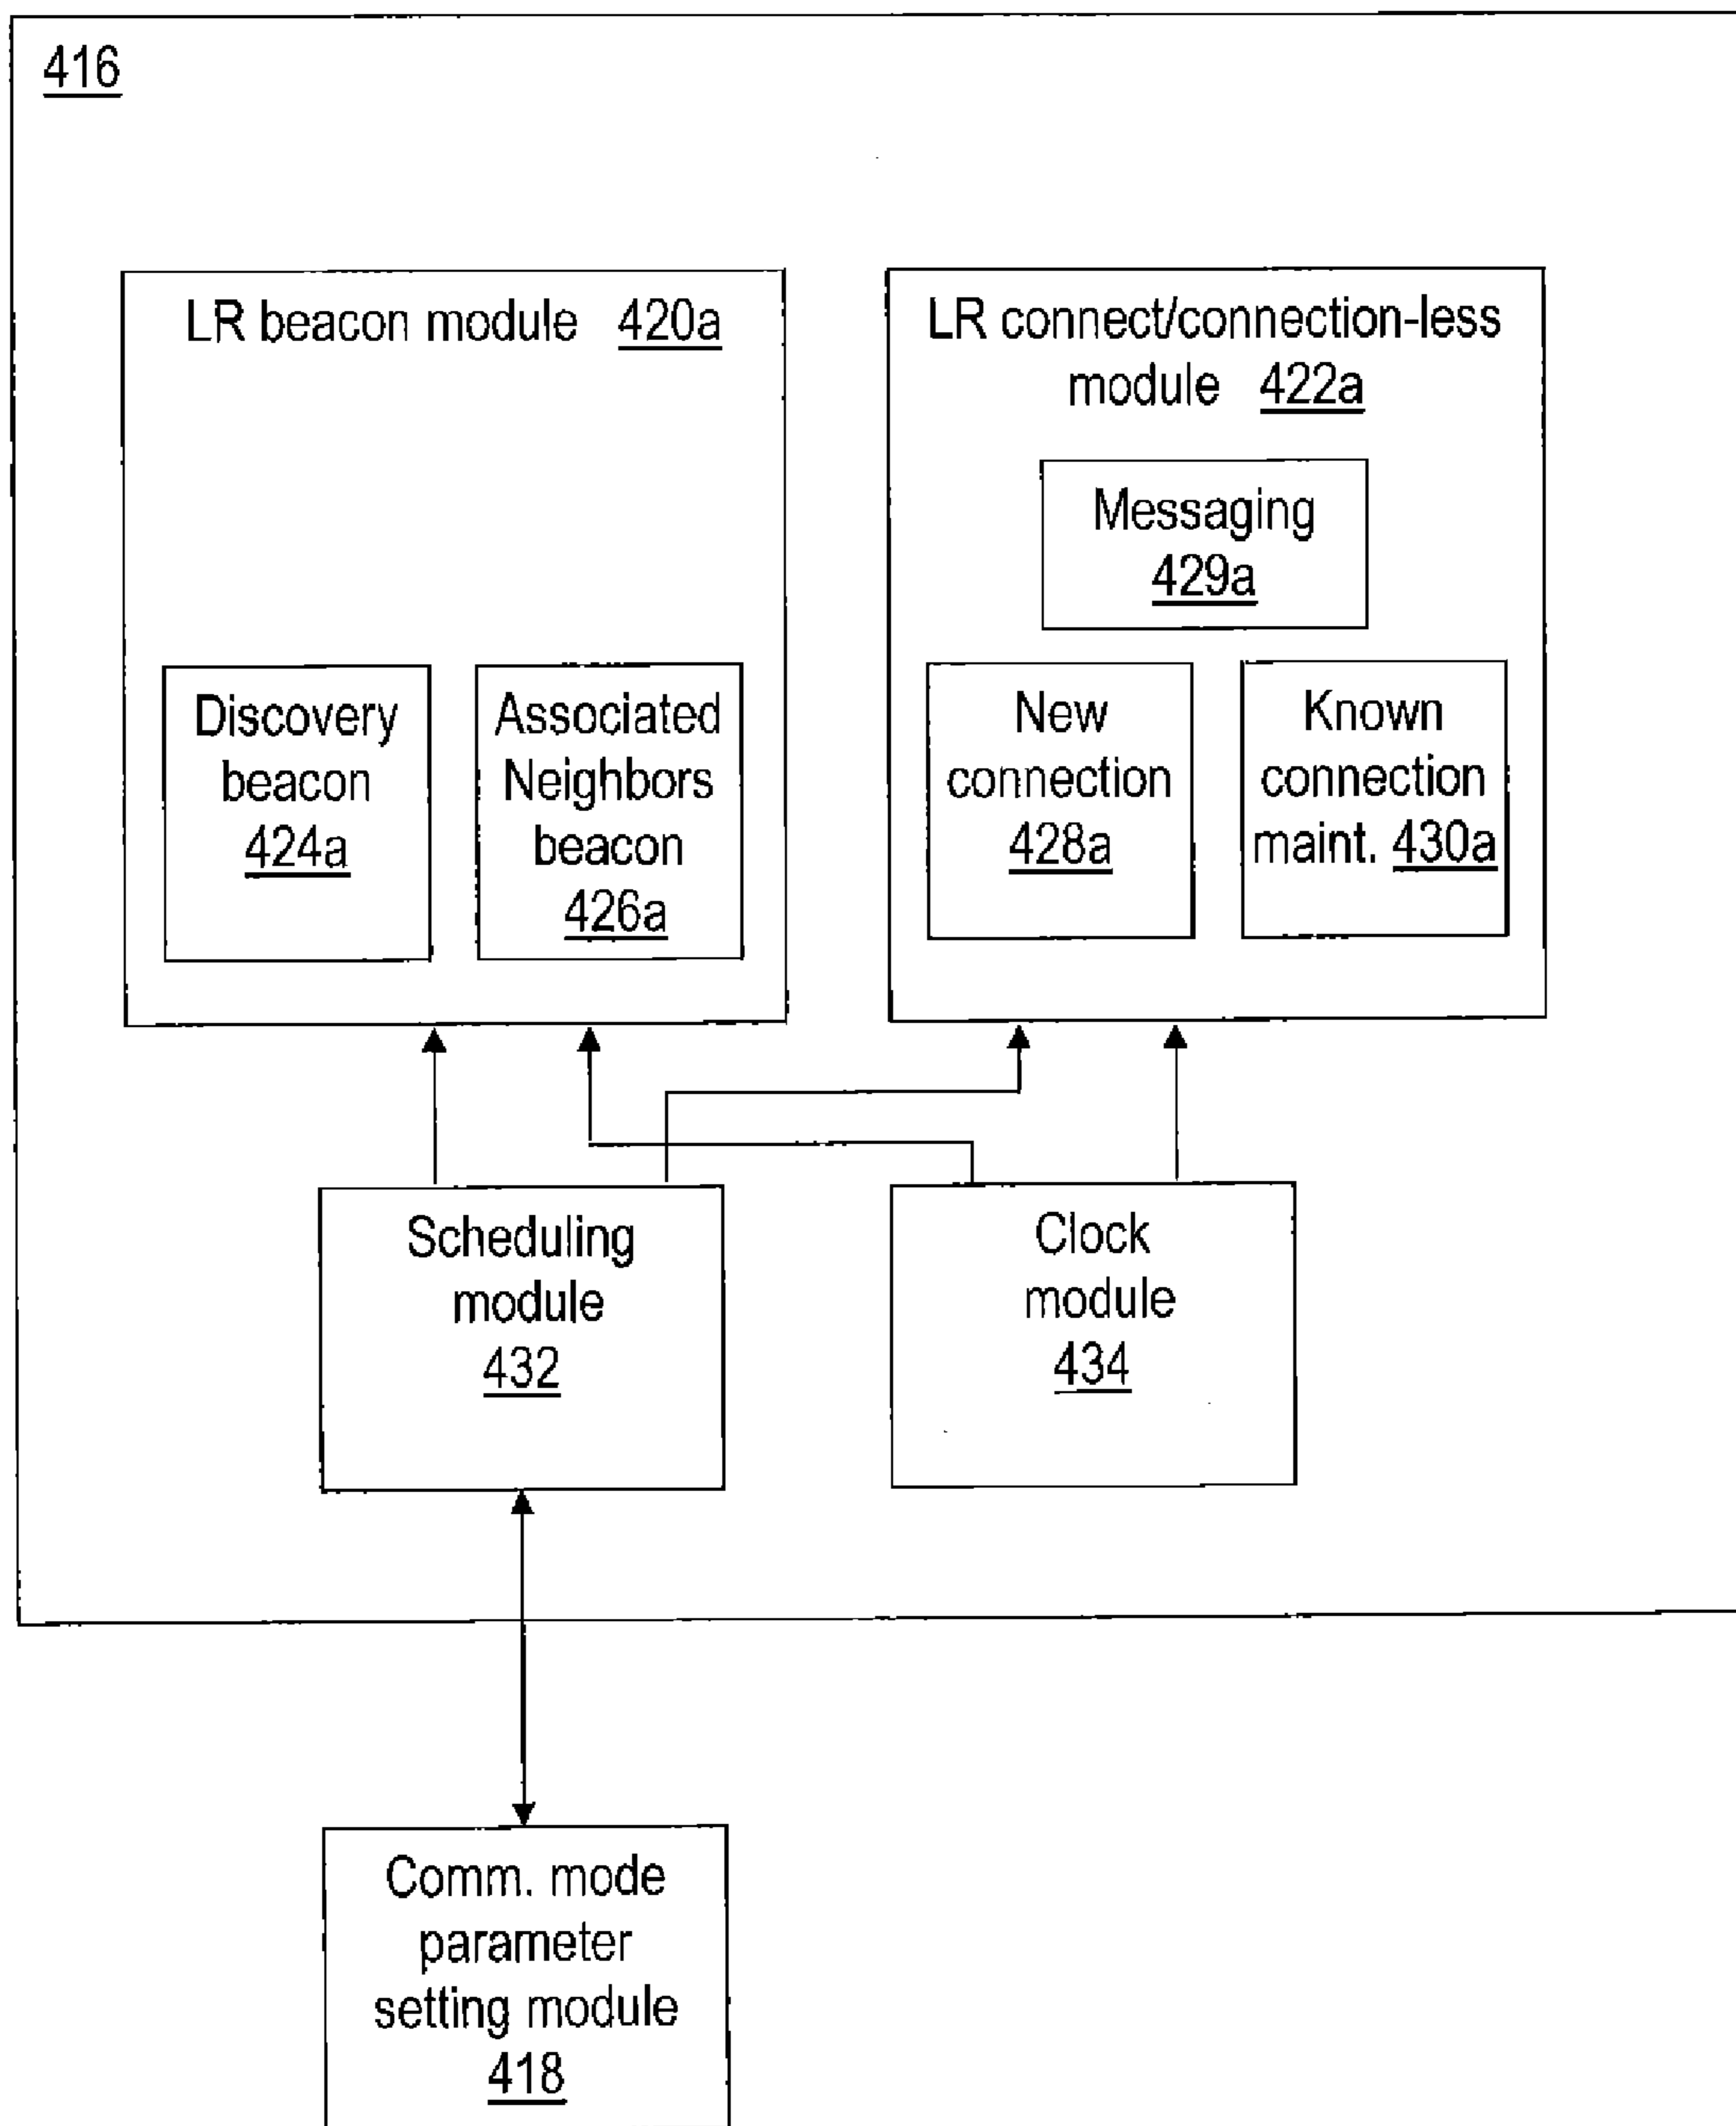 416
LR beacon module 420a
Discovery
beacon
424a
Associated
Neighbors
beacon
426a
LR connect/connection-less
module 422a
Messaging
429a
New
connection
428a
Known
connection
maint. 430a
Scheduling
module
432
Clock
module
434
Comm. mode
parameter
setting module
418